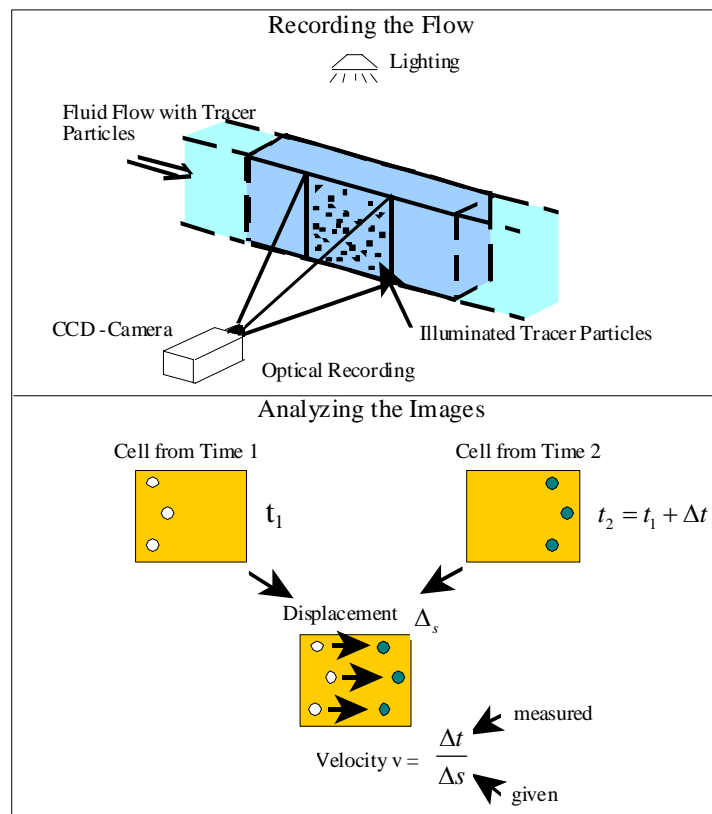 Recording the Flow
Lighting
Fluid Flow with Tracer
Particles
CCD - Camera
Illuminated Tracer Particles
Optical Recording
Analyzing the Images
Cell from Time 1
Cell from Time 2
t₁
t₂ = t₁ + Δt
Displacement Δₛ
measured
Velocity v = Δt / Δs
given